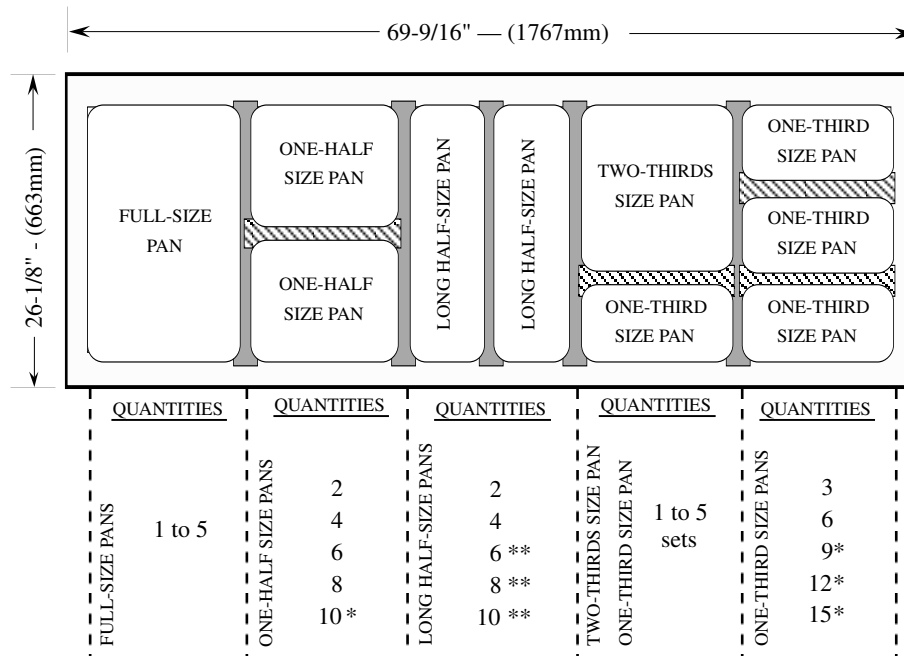 69-9/16" — (1767mm)
26-1/8" - (663mm)
FULL-SIZE
PAN
ONE-HALF
SIZE PAN
ONE-HALF
SIZE PAN
LONG HALF-SIZE PAN
LONG HALF-SIZE PAN
TWO-THIRDS
SIZE PAN
ONE-THIRD
SIZE PAN
ONE-THIRD
SIZE PAN
ONE-THIRD
SIZE PAN
ONE-THIRD
SIZE PAN
QUANTITIES
FULL-SIZE PANS
1 to 5
QUANTITIES
ONE-HALF SIZE PANS
2
4
6
8
10 *
QUANTITIES
LONG HALF-SIZE PANS
2
4
6 **
8 **
10 **
QUANTITIES
TWO-THIRDS SIZE PAN
ONE-THIRD SIZE PAN
1 to 5
sets
QUANTITIES
ONE-THIRD SIZE PANS
3
6
9*
12*
15*